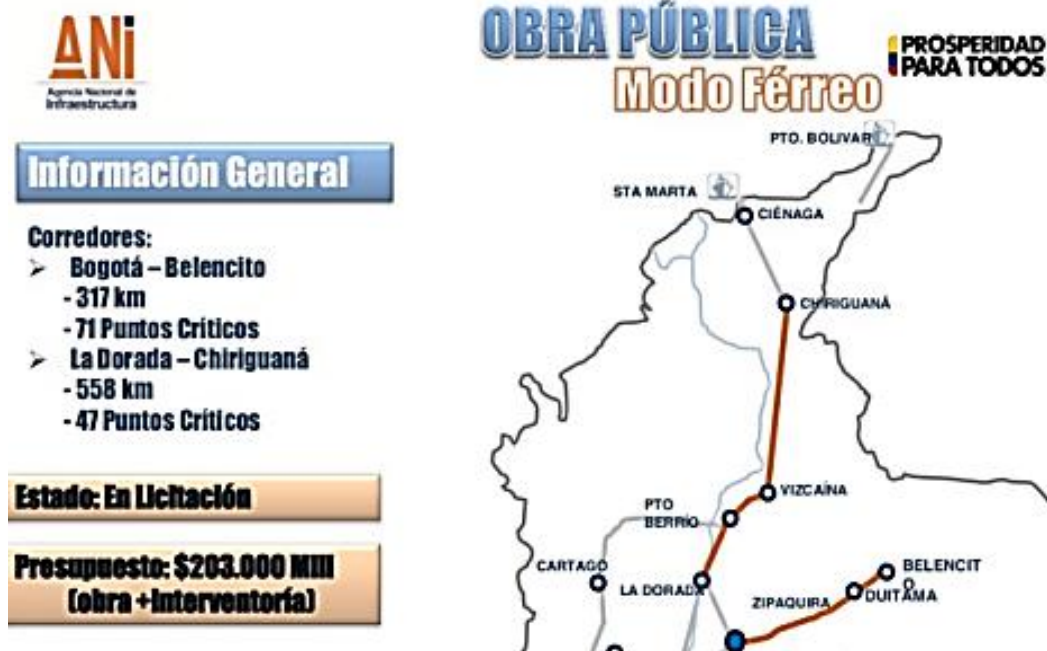 ANi
Agencia Nacional de
Infraestructura
OBRA PÚBLICA
Modo Férreo
PROSPERIDAD
PARA TODOS
Información General
Corredores:
➢ Bogotá – Belencito
- 317 km
- 71 Puntos Críticos
➢ La Dorada – Chiriguaná
- 558 km
- 47 Puntos Críticos
Estado: En Licitación
Presupuesto: $203.000 Mill
(obra + Interventoría)
PTO. BOLIVAR
STA MARTA
CIÉNAGA
CHIRIGUANÁ
VIZCAÍNA
PTO
BERRÍO
CARTAGO
LA DORADA
BELENCIT
O
ZIPAQUIRA
DUITAMA